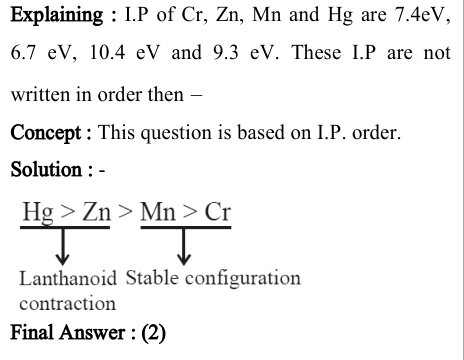 Explaining : I.P of Cr, Zn, Mn and Hg are 7.4eV,
6.7 eV, 10.4 eV and 9.3 eV. These I.P are not
written in order then –
Concept : This question is based on I.P. order.
Solution : -
Hg > Zn > Mn > Cr
Lanthanoid Stable configuration
contraction
Final Answer : (2)